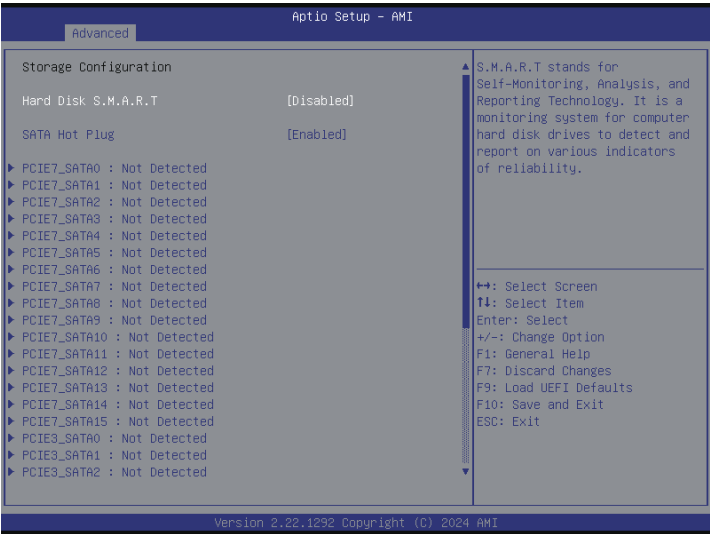 Aptio Setup – AMI
Advanced
Storage Configuration
Hard Disk S.M.A.R.T [Disabled]
SATA Hot Plug [Enabled]
PCIE7_SATA0 : Not Detected
PCIE7_SATA1 : Not Detected
PCIE7_SATA2 : Not Detected
PCIE7_SATA3 : Not Detected
PCIE7_SATA4 : Not Detected
PCIE7_SATA5 : Not Detected
PCIE7_SATA6 : Not Detected
PCIE7_SATA7 : Not Detected
PCIE7_SATA8 : Not Detected
PCIE7_SATA9 : Not Detected
PCIE7_SATA10 : Not Detected
PCIE7_SATA11 : Not Detected
PCIE7_SATA12 : Not Detected
PCIE7_SATA13 : Not Detected
PCIE7_SATA14 : Not Detected
PCIE7_SATA15 : Not Detected
PCIE3_SATA0 : Not Detected
PCIE3_SATA1 : Not Detected
PCIE3_SATA2 : Not Detected
S.M.A.R.T stands for
Self-Monitoring, Analysis, and
Reporting Technology. It is a
monitoring system for computer
hard disk drives to detect and
report on various indicators
of reliability.
↔: Select Screen
↑↓: Select Item
Enter: Select
+/-: Change Option
F1: General Help
F7: Discard Changes
F9: Load UEFI Defaults
F10: Save and Exit
ESC: Exit
Version 2.22.1292 Copyright (C) 2024 AMI